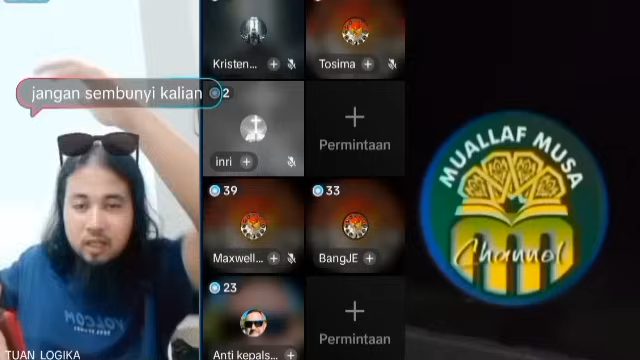 jangan sembunyi kalian
TUAN LOGIKA
Kristen...
Tosima
2
inri
Permintaan
39
33
Maxwell...
BangJE
23
Anti kepals...
Permintaan
MUALLAF MUSA
Channel